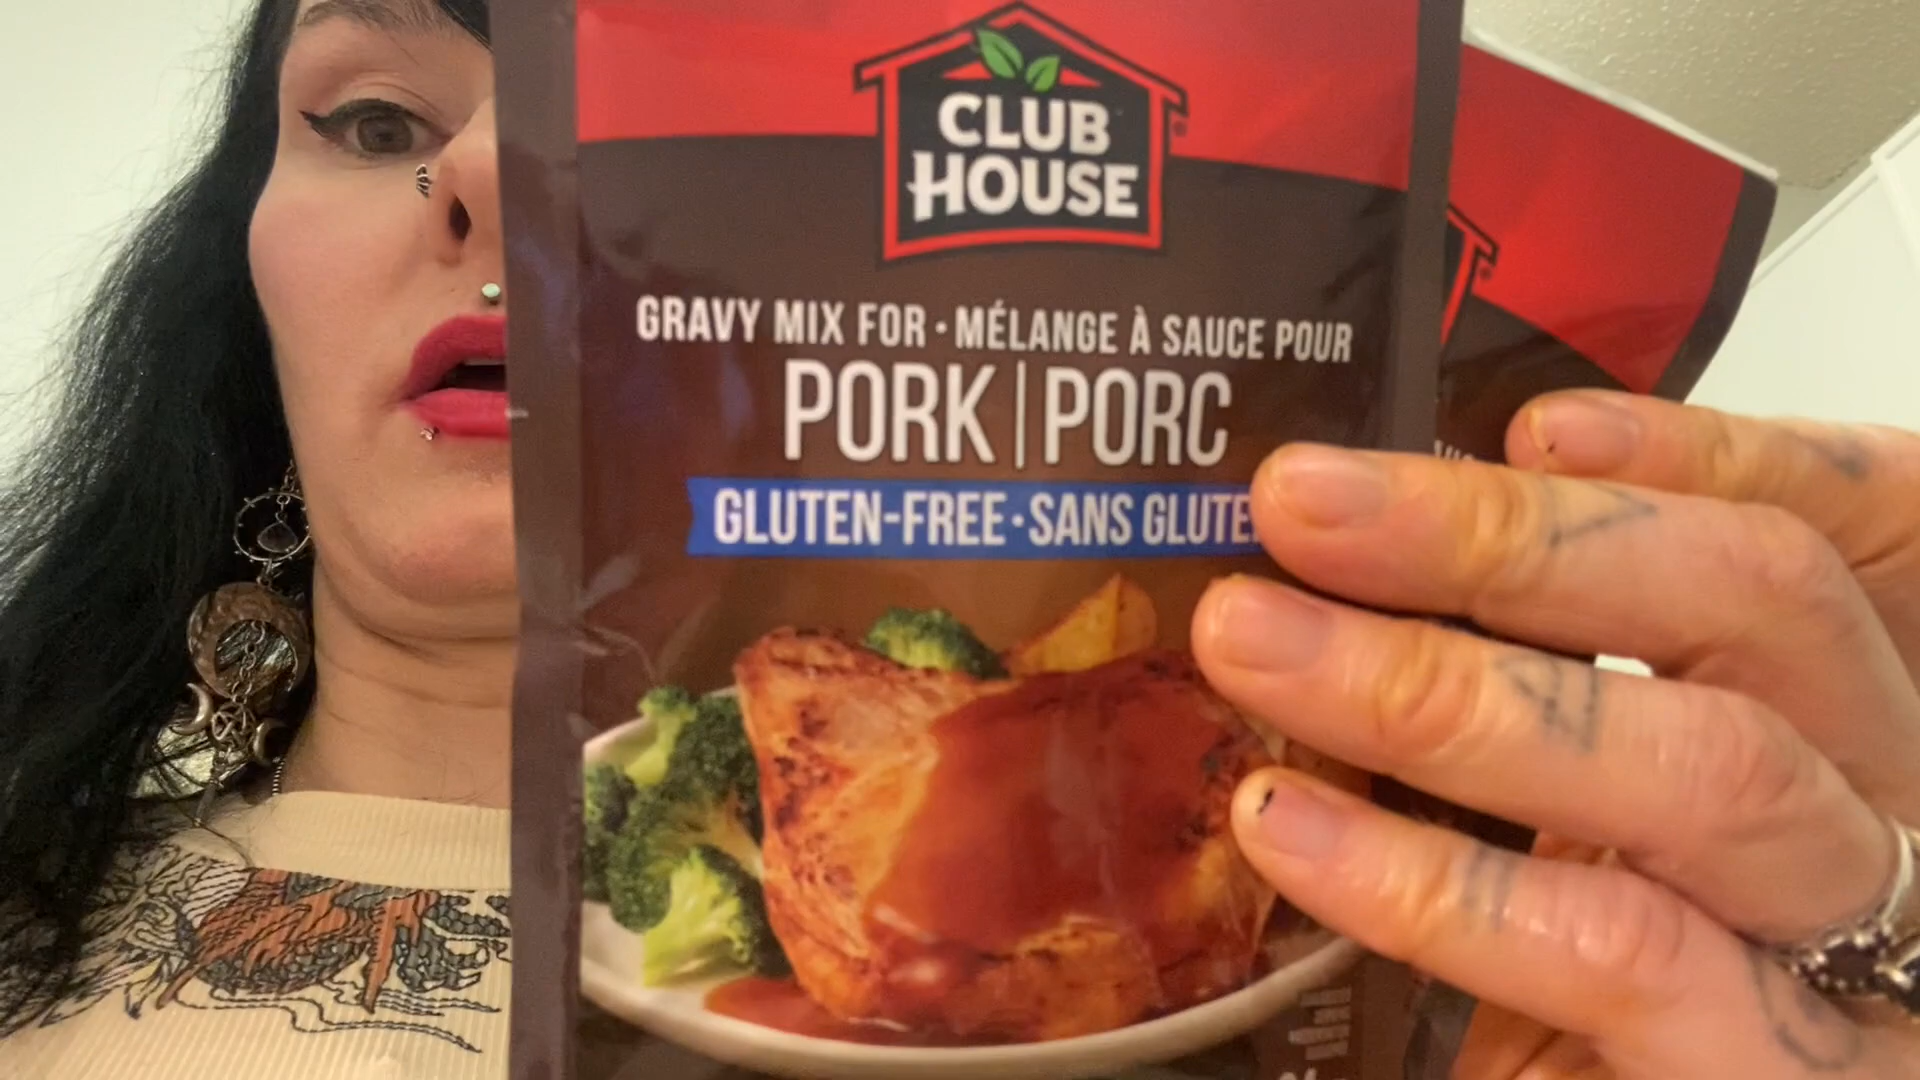 CLUB
HOUSE
GRAVY MIX FOR · MÉLANGE À SAUCE POUR
PORK | PORC
GLUTEN-FREE · SANS GLUTE